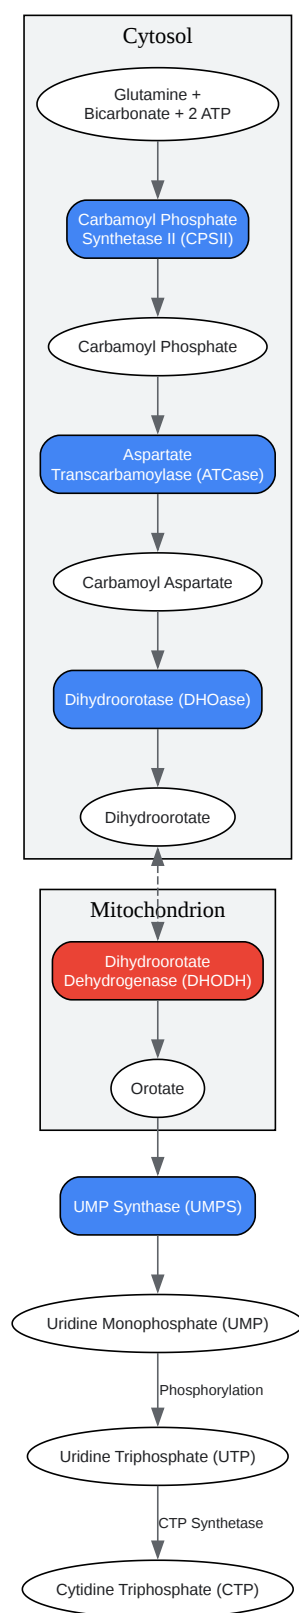 Cytosol
Glutamine +
Bicarbonate + 2 ATP
Carbamoyl Phosphate
Synthetase II (CPSII)
Carbamoyl Phosphate
Aspartate
Transcarbamoylase (ATCase)
Carbamoyl Aspartate
Dihydroorotase (DHOase)
Dihydroorotate
Mitochondrion
Dihydroorotate
Dehydrogenase (DHODH)
Orotate
UMP Synthase (UMPS)
Uridine Monophosphate (UMP)
Phosphorylation
Uridine Triphosphate (UTP)
CTP Synthetase
Cytidine Triphosphate (CTP)